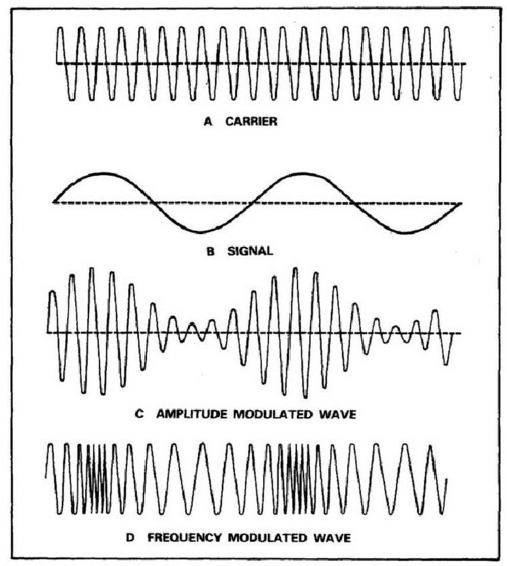 A CARRIER
B SIGNAL
C AMPLITUDE MODULATED WAVE
D FREQUENCY MODULATED WAVE